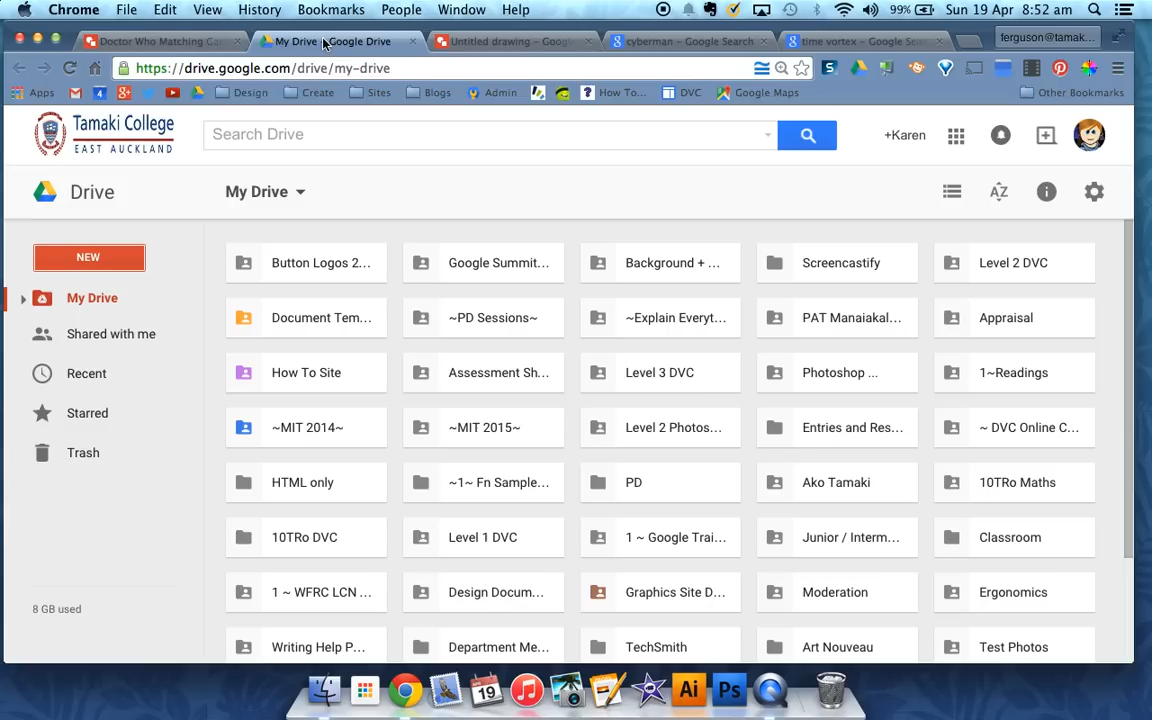 Chrome File Edit View History Bookmarks People Window Help 99% Sun 19 Apr 8:52 am
Doctor Who Matching Ga My Drive - Google Drive Untitled drawing – Google cyberman – Google Search time vortex – Google Sea ferguson@tamak...
https://drive.google.com/drive/my-drive
Apps Design Create Sites Blogs Admin How To... DVC Google Maps Other Bookmarks
Tamaki College
EAST AUCKLAND
Search Drive
+Karen
Drive
My Drive
NEW
My Drive
Shared with me
Recent
Starred
Trash
8 GB used
Button Logos 2... Google Summit... Background + ... Screencastify Level 2 DVC
Document Tem... ~PD Sessions~ ~Explain Everyt... PAT Manaiakal... Appraisal
How To Site Assessment Sh... Level 3 DVC Photoshop ... 1~Readings
~MIT 2014~ ~MIT 2015~ Level 2 Photos... Entries and Res... ~ DVC Online C...
HTML only ~1~ Fn Sample... PD Ako Tamaki 10TRo Maths
10TRo DVC Level 1 DVC 1 ~ Google Trai... Junior / Interm... Classroom
1 ~ WFRC LCN ... Design Docum... Graphics Site D... Moderation Ergonomics
Writing Help P... Department Me... TechSmith Art Nouveau Test Photos
19 Ai Ps